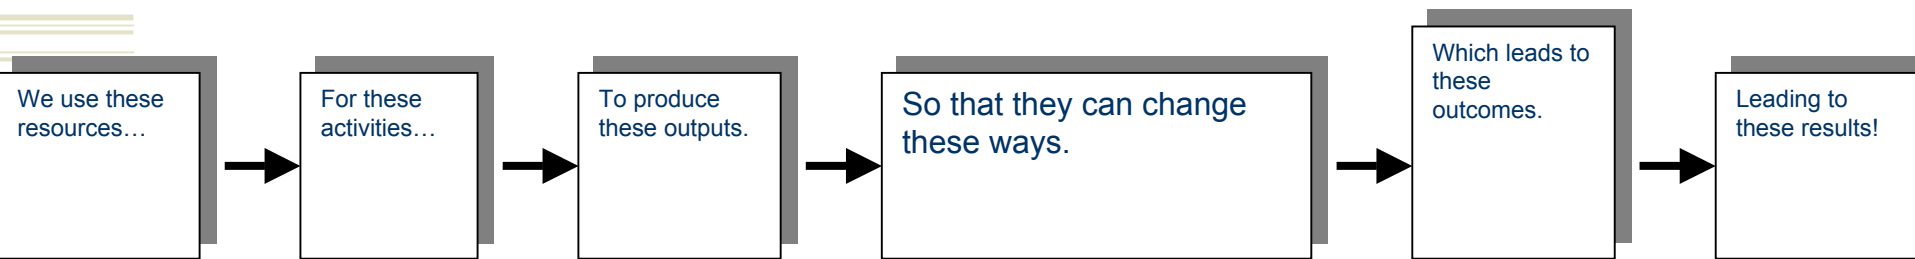 We use these
resources…
For these
activities…
To produce
these outputs.
So that they can change
these ways.
Which leads to
these
outcomes.
Leading to
these results!